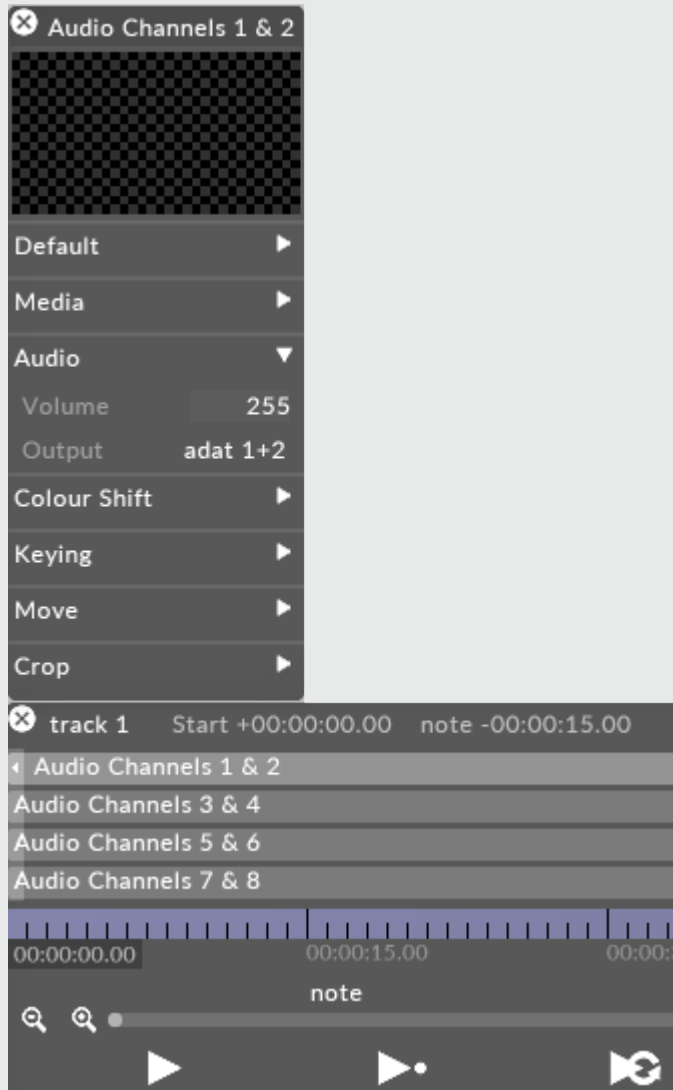 Audio Channels 1 & 2
Default
Media
Audio
Volume 255
Output adat 1+2
Colour Shift
Keying
Move
Crop
track 1 Start +00:00:00.00 note -00:00:15.00
Audio Channels 1 & 2
Audio Channels 3 & 4
Audio Channels 5 & 6
Audio Channels 7 & 8
00:00:00.00 00:00:15.00 00:00:
note